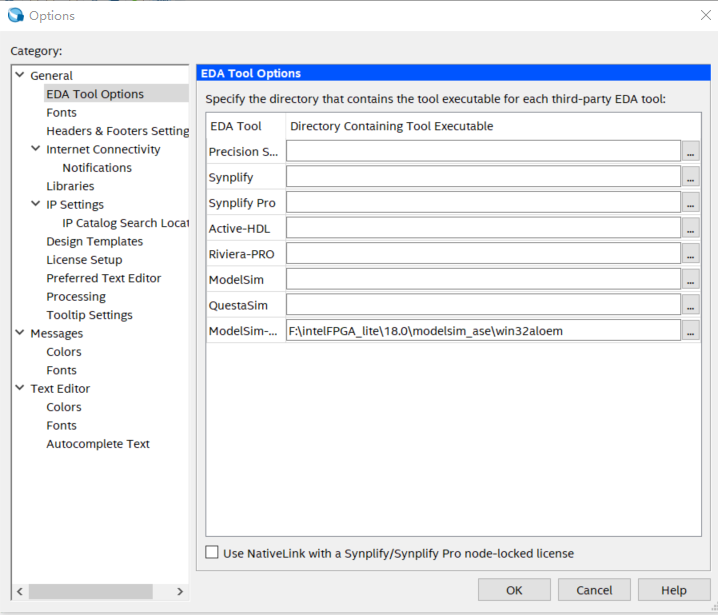 Options
Category:
General
EDA Tool Options
Fonts
Headers & Footers Setting
Internet Connectivity
Notifications
Libraries
IP Settings
IP Catalog Search Locat
Design Templates
License Setup
Preferred Text Editor
Processing
Tooltip Settings
Messages
Colors
Fonts
Text Editor
Colors
Fonts
Autocomplete Text
EDA Tool Options
Specify the directory that contains the tool executable for each third-party EDA tool:
EDA Tool Directory Containing Tool Executable
Precision S... ...
Synplify ...
Synplify Pro ...
Active-HDL ...
Riviera-PRO ...
ModelSim ...
QuestaSim ...
ModelSim-... F:\intelFPGA_lite\18.0\modelsim_ase\win32aloem ...
Use NativeLink with a Synplify/Synplify Pro node-locked license
OK Cancel Help